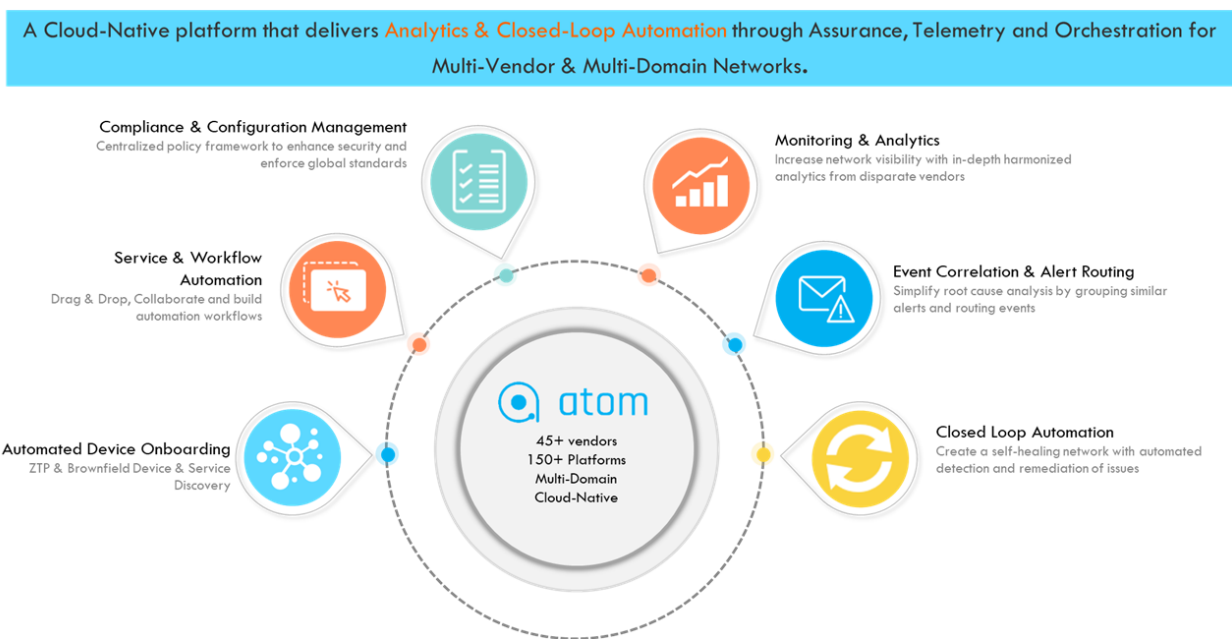 A Cloud-Native platform that delivers Analytics & Closed-Loop Automation through Assurance, Telemetry and Orchestration for
Multi-Vendor & Multi-Domain Networks.
Compliance & Configuration Management
Centralized policy framework to enhance security and
enforce global standards
Monitoring & Analytics
Increase network visibility with in-depth harmonized
analytics from disparate vendors
Service & Workflow
Automation
Drag & Drop, Collaborate and build
automation workflows
Event Correlation & Alert Routing
Simplify root cause analysis by grouping similar
alerts and routing events
atom
45+ vendors
150+ Platforms
Multi-Domain
Cloud-Native
Automated Device Onboarding
ZTP & Brownfield Device & Service
Discovery
Closed Loop Automation
Create a self-healing network with automated
detection and remediation of issues